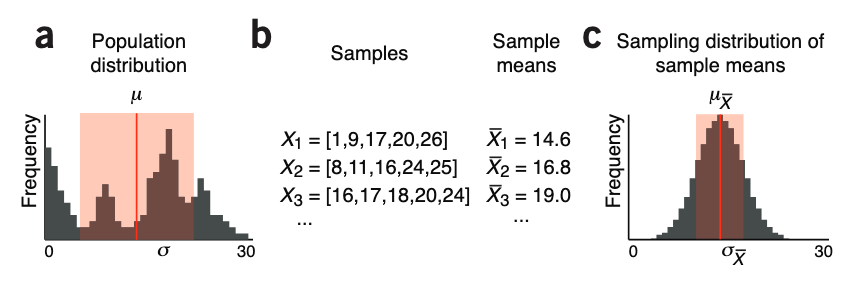 a
Population
distribution
μ
Frequency
0
σ
30
b
Samples
Sample
means
X1 = [1,9,17,20,26]
X̅1 = 14.6
X2 = [8,11,16,24,25]
X̅2 = 16.8
X3 = [16,17,18,20,24]
X̅3 = 19.0
...
...
c
Sampling distribution of
sample means
μX̅
Frequency
0
σX̅
30